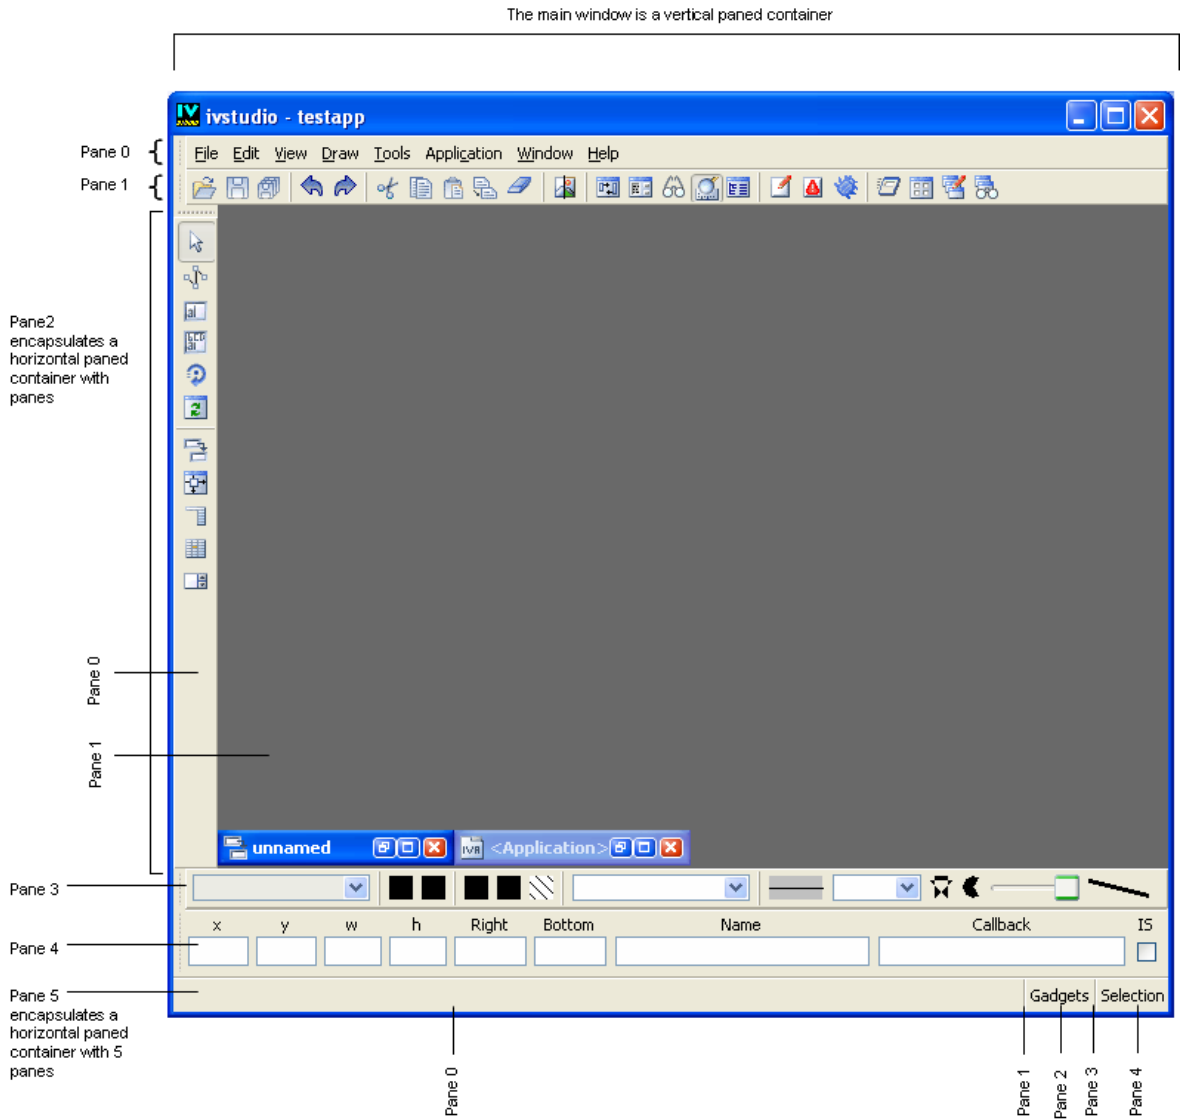 The main window is a vertical paned container
IV
studio
ivstudio - testapp
Pane 0
File Edit View Draw Tools Application Window Help
Pane 1
Pane2
encapsulates a
horizontal paned
container with
panes
Pane 0
Pane 1
unnamed
IVA <Application>
Pane 3
x y w h Right Bottom Name Callback IS
Pane 4
Pane 5
encapsulates a
horizontal paned
container with 5
panes
Gadgets Selection
Pane 0
Pane 1
Pane 2
Pane 3
Pane 4